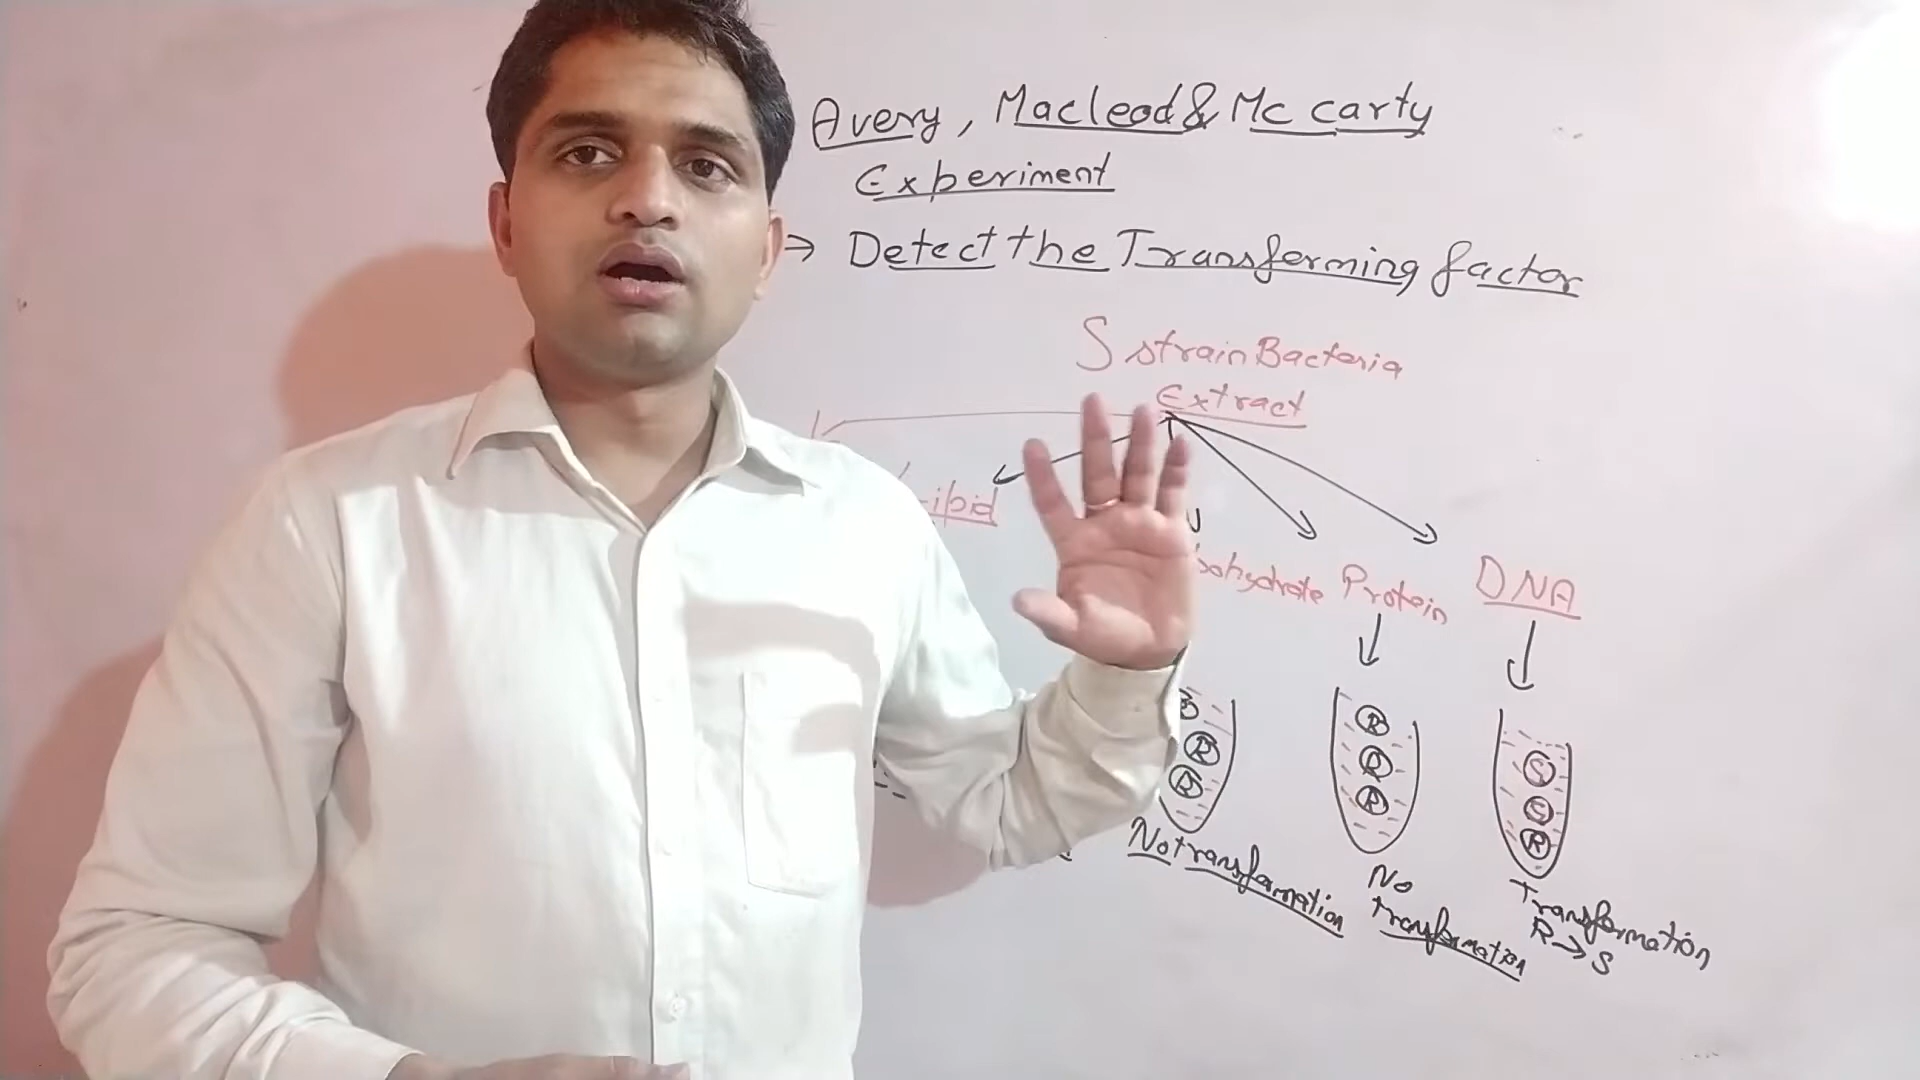 Avery, Macleod & Mc carty
Experiment
→ Detect the Transforming factor
S strain Bacteria
Extract
Protein
DNA
R
R
R
R
R
R
S
S
R
No transformation
No
transformation
Transformation
R→S